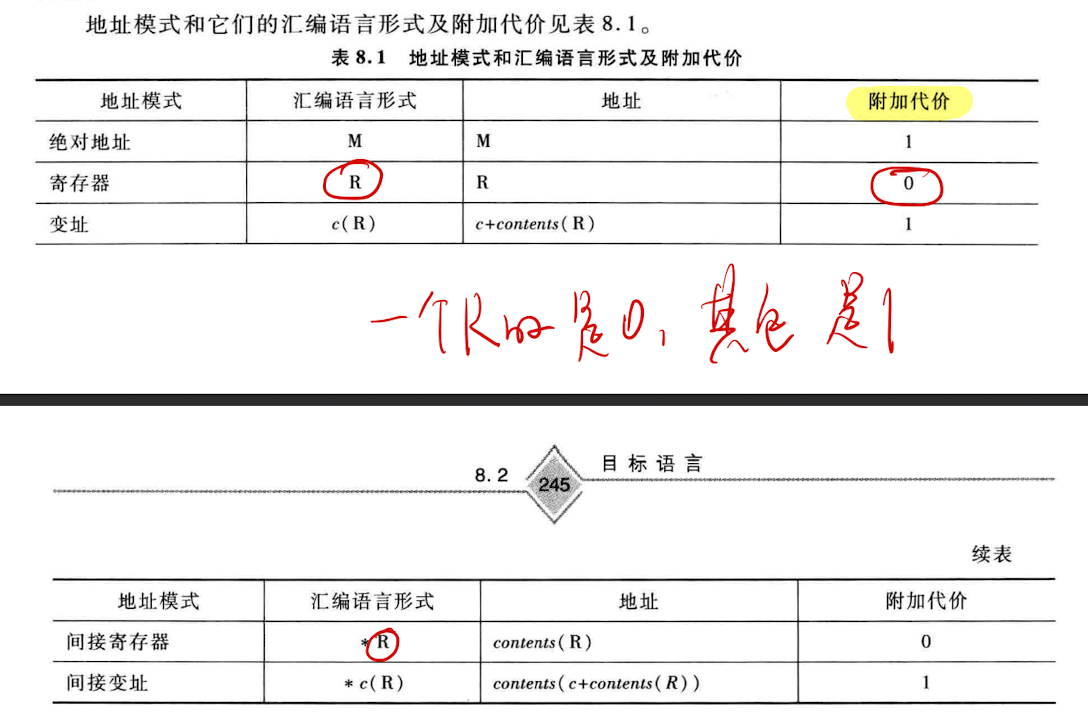 地址模式和它们的汇编语言形式及附加代价见表 8.1。
表 8.1 地址模式和汇编语言形式及附加代价
地址模式 汇编语言形式 地址 附加代价
绝对地址 M M 1
寄存器 R R 0
变址 c(R) c+contents(R) 1
一个R的是0，其它是1
8.2 245 目标语言
续表
地址模式 汇编语言形式 地址 附加代价
间接寄存器 *R contents(R) 0
间接变址 *c(R) contents(c+contents(R)) 1